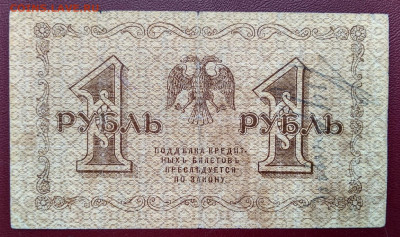 1 1
РУБЛЬ РУБЛЬ
ПОДДѢЛКА КРЕДИТ-
НЫХЪ БИЛЕТОВЪ
ПРЕСЛѢДУЕТСЯ
ПО ЗАКОНУ.